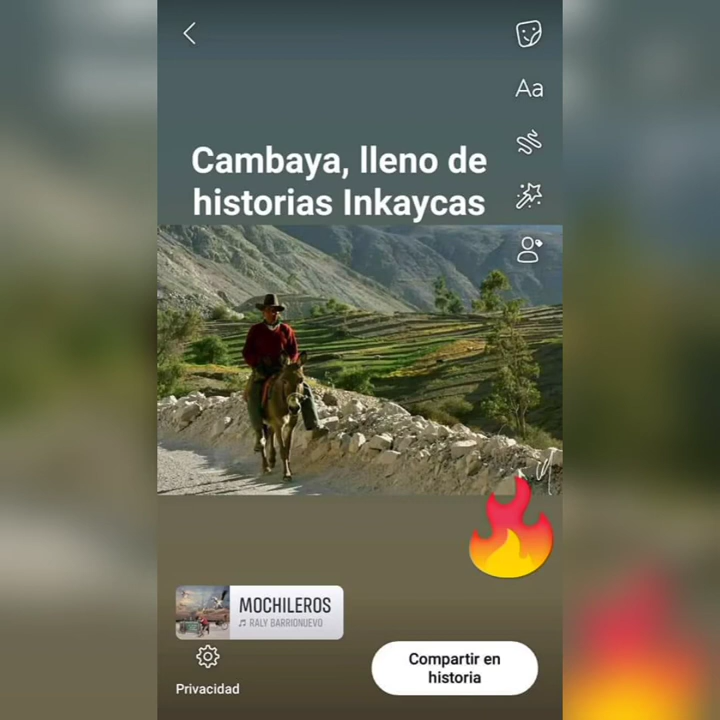 Aa
Cambaya, lleno de
historias Inkaycas
MOCHILEROS
RALY BARRIONUEVO
Privacidad
Compartir en
historia